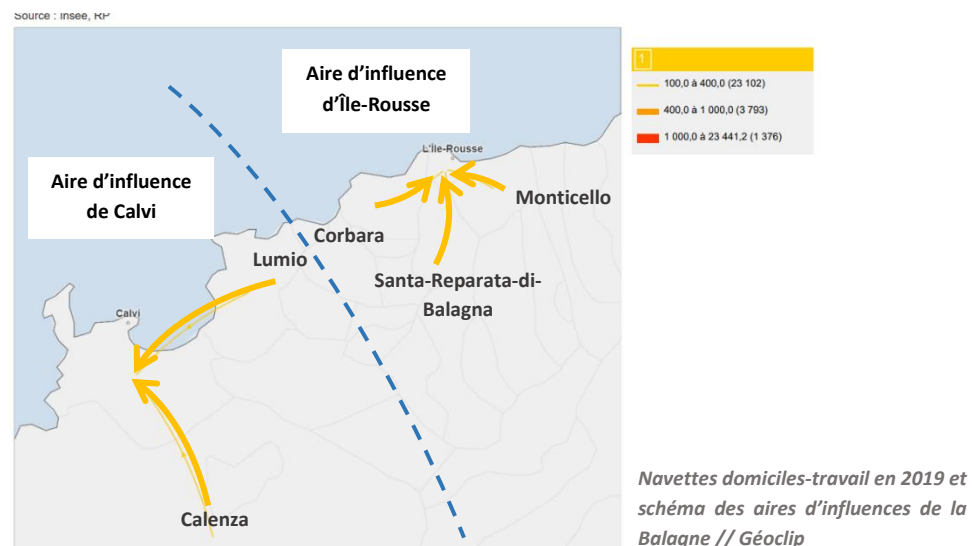 Source : Insee, RP
Aire d'influence
d'Île-Rousse
1
100,0 à 400,0 (23 102)
400,0 à 1 000,0 (3 793)
1 000,0 à 23 441,2 (1 376)
L'Île-Rousse
Aire d'influence
de Calvi
Monticello
Corbara
Lumio
Santa-Reparata-di-
Balagna
Calvi
Calenza
Navettes domiciles-travail en 2019 et
schéma des aires d'influences de la
Balagne // Géoclip